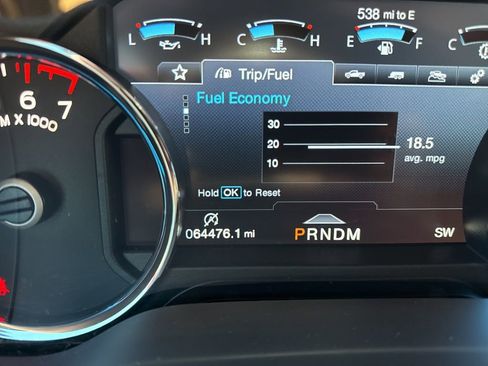 538 mi to E
L H C H E F C
Trip/Fuel
Fuel Economy
30
20
10
18.5
avg. mpg
Hold OK to Reset
6 7
M X 1000
064476.1 mi
PRNDM
SW